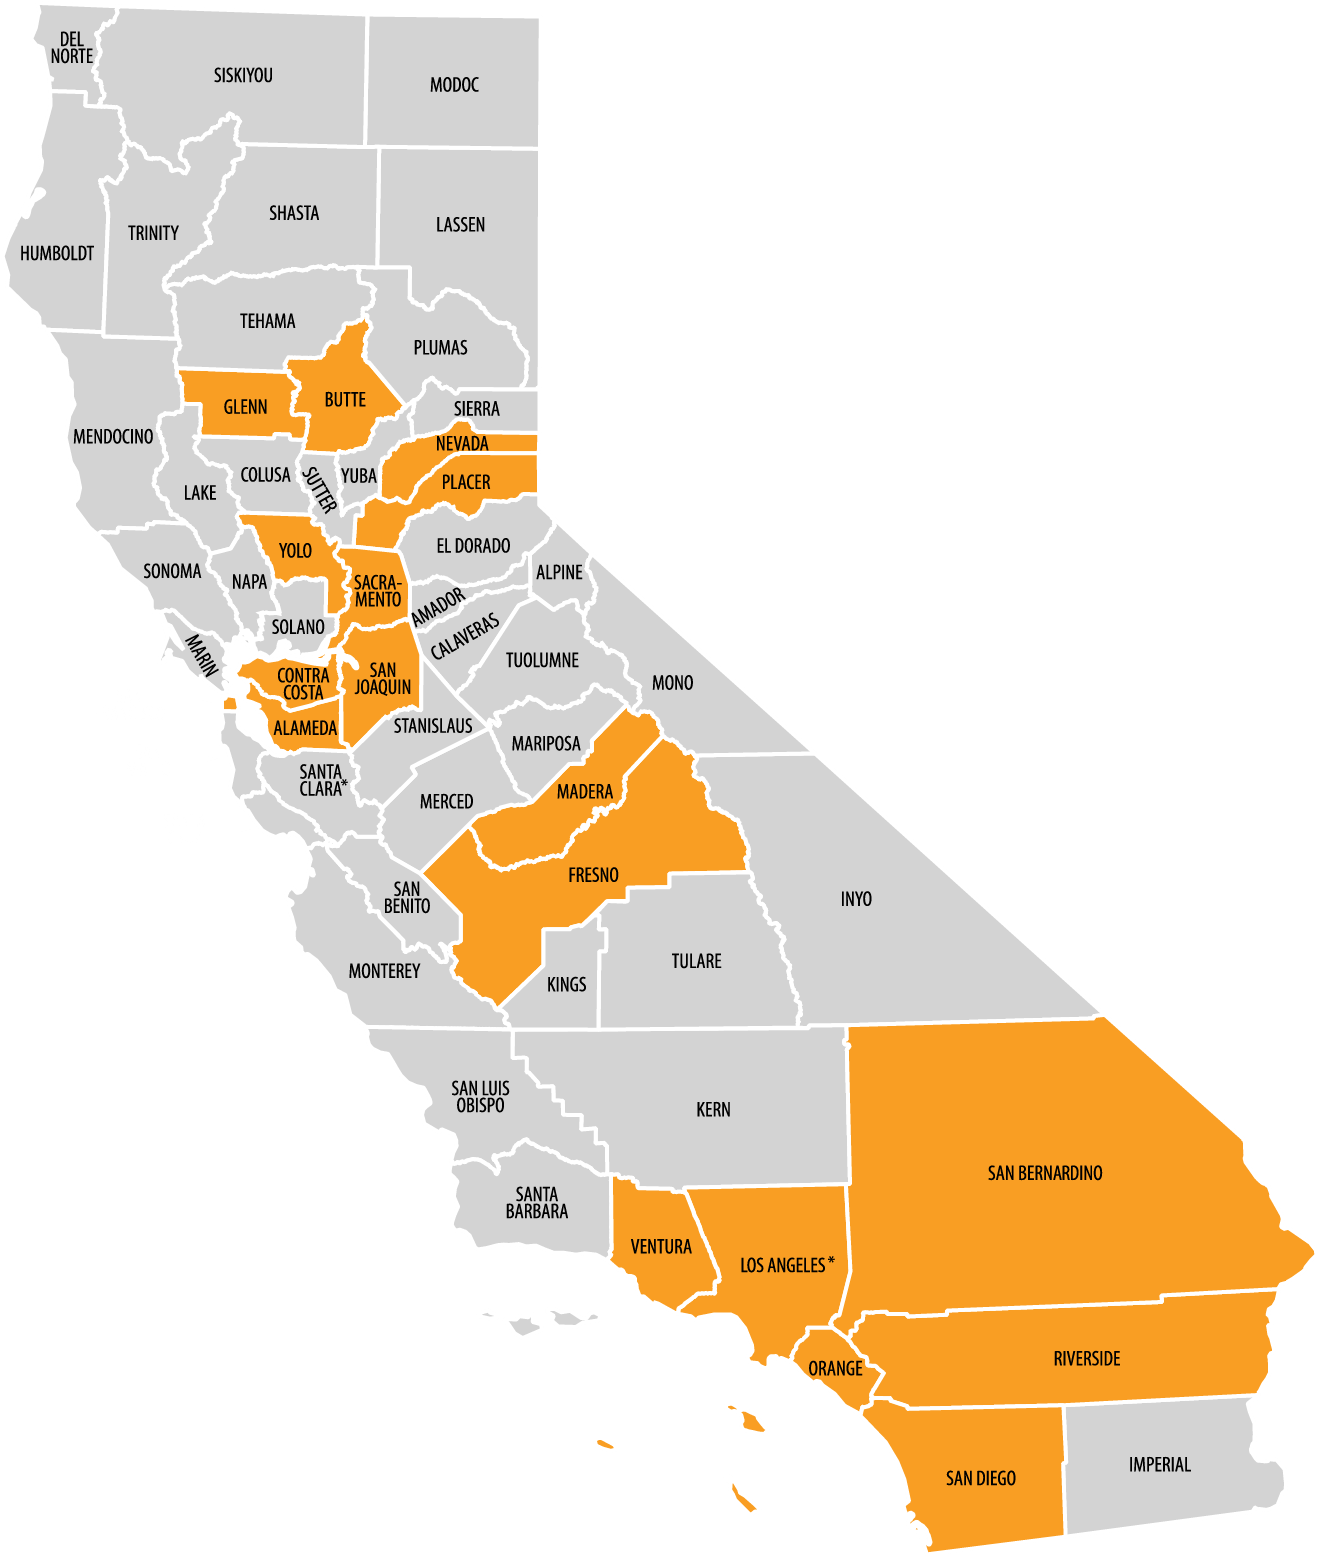 DEL
NORTE
SISKIYOU
MODOC
SHASTA
LASSEN
TRINITY
HUMBOLDT
TEHAMA
PLUMAS
BUTTE
GLENN
SIERRA
MENDOCINO
NEVADA
COLUSA
SUTTER
YUBA
PLACER
LAKE
YOLO
EL DORADO
SONOMA
NAPA
SACRA-
MENTO
ALPINE
AMADOR
SOLANO
CALAVERAS
MARIN
TUOLUMNE
CONTRA
COSTA
SAN
JOAQUIN
MONO
ALAMEDA
STANISLAUS
MARIPOSA
SANTA
CLARA*
MERCED
MADERA
FRESNO
SAN
BENITO
INYO
MONTEREY
KINGS
TULARE
SAN LUIS
OBISPO
KERN
SAN BERNARDINO
SANTA
BARBARA
VENTURA
LOS ANGELES*
ORANGE
RIVERSIDE
SAN DIEGO
IMPERIAL